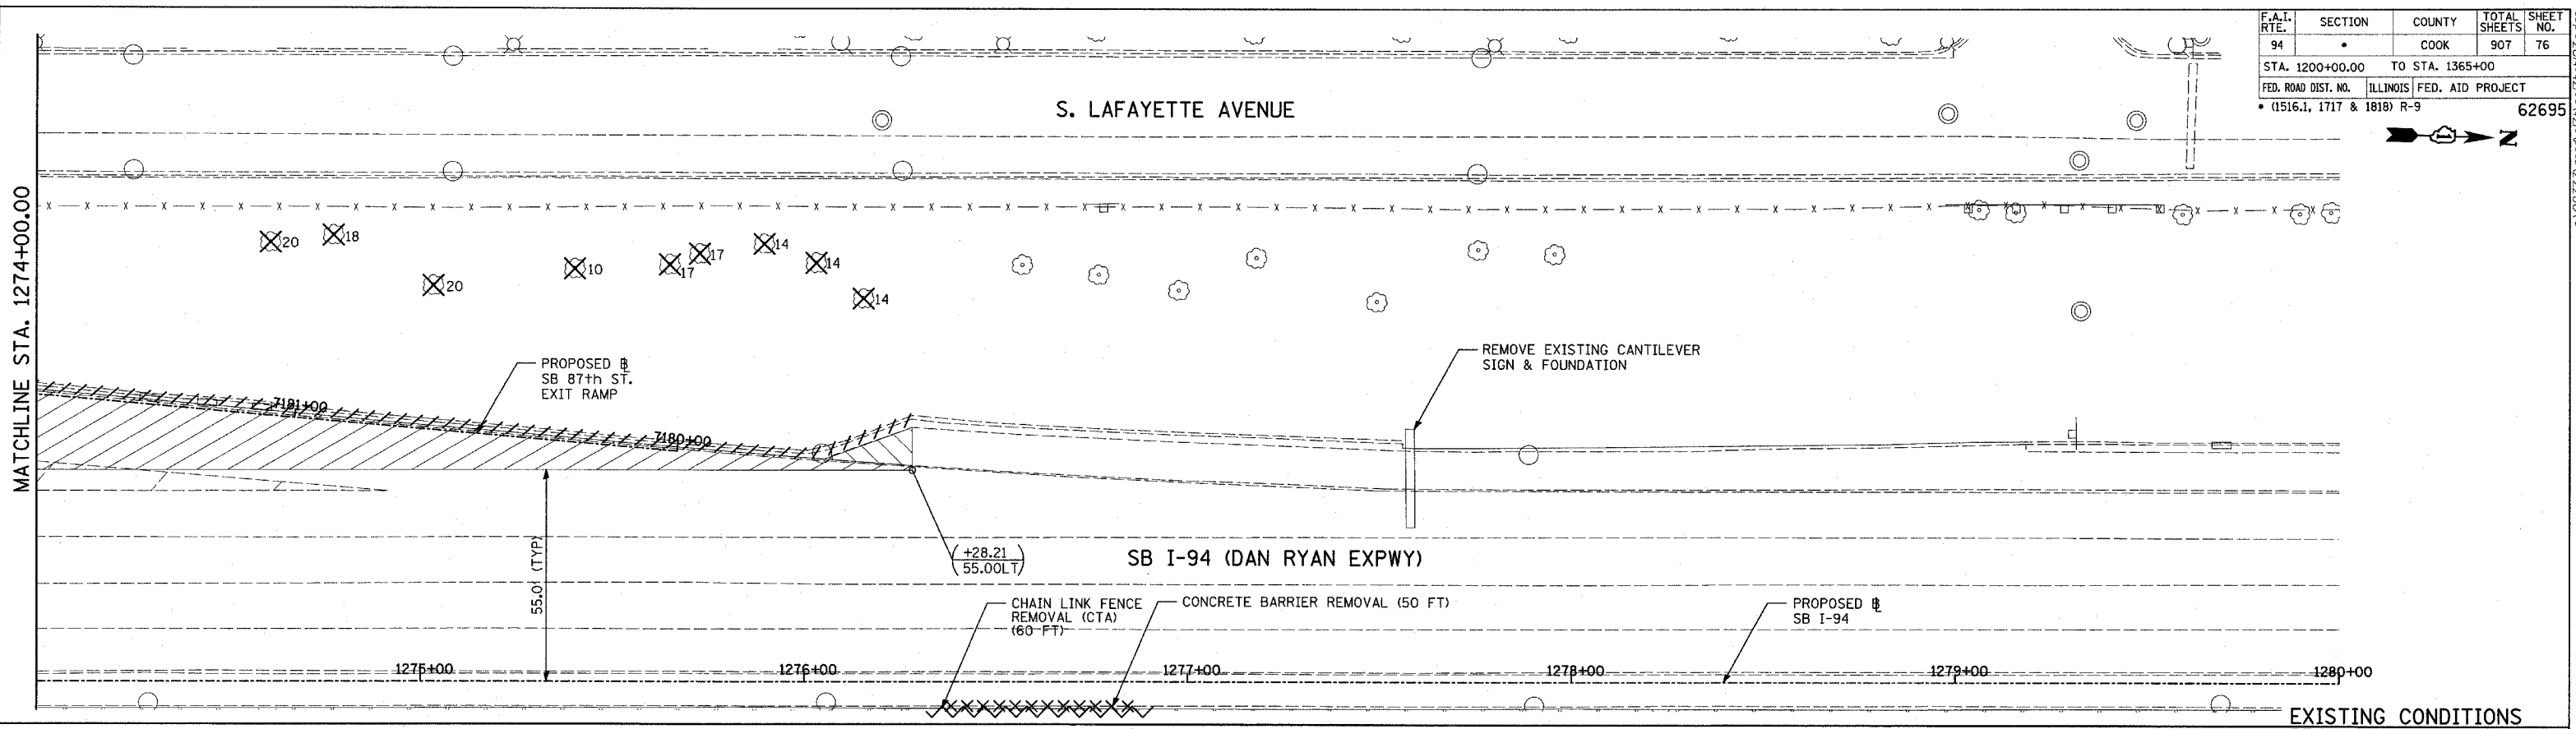 F.A.I. RTE. SECTION COUNTY TOTAL SHEETS SHEET NO.
94 • COOK 907 76
STA. 1200+00.00 TO STA. 1365+00
FED. ROAD DIST. NO. ILLINOIS FED. AID PROJECT
• (1516.1, 1717 & 1818) R-9
62695
N
S. LAFAYETTE AVENUE
MATCHLINE STA. 1274+00.00
20
18
20
10
17
17
14
14
14
PROPOSED ℄
SB 87th ST.
EXIT RAMP
REMOVE EXISTING CANTILEVER
SIGN & FOUNDATION
7181+00
7180+00
55.0' (TYP)
+28.21
55.00LT
SB I-94 (DAN RYAN EXPWY)
CHAIN LINK FENCE
REMOVAL (CTA)
(60 FT)
CONCRETE BARRIER REMOVAL (50 FT)
PROPOSED ℄
SB I-94
1275+00
1276+00
1277+00
1278+00
1279+00
1280+00
EXISTING CONDITIONS